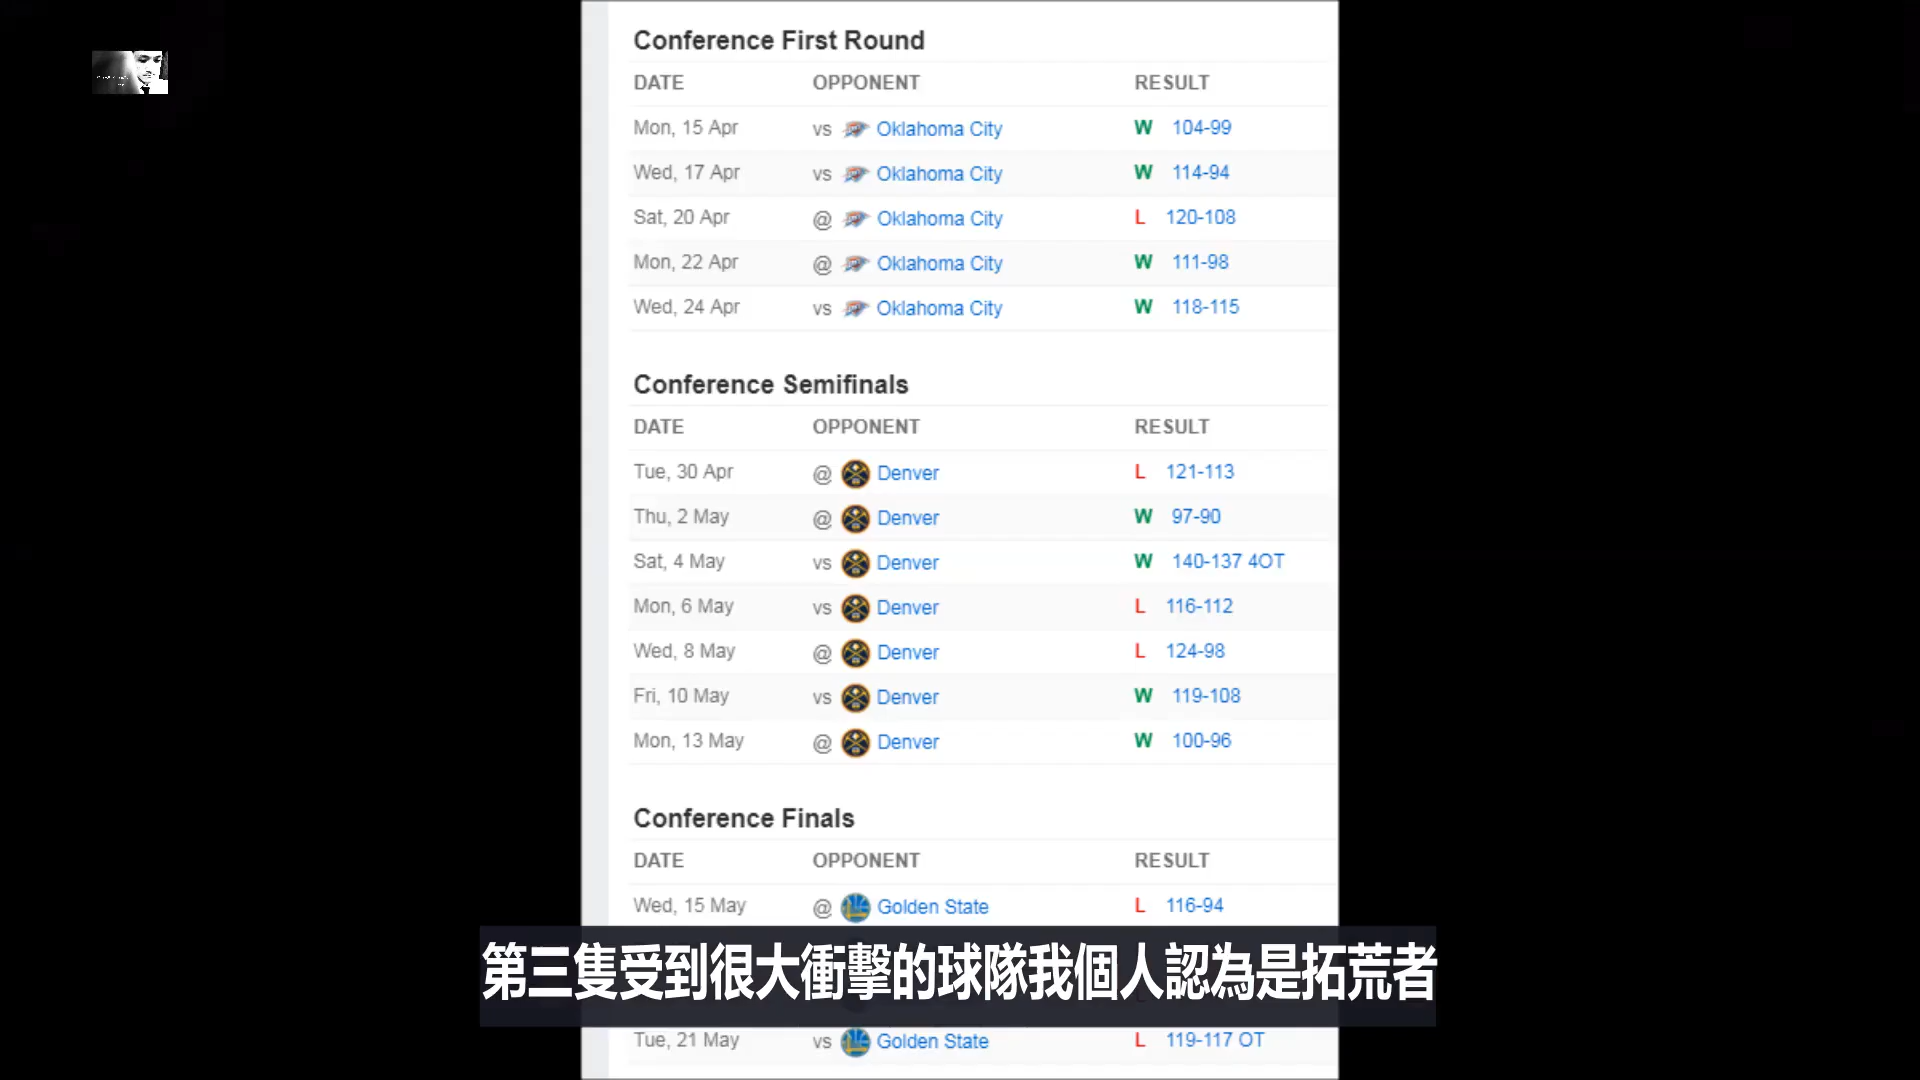 Conference First Round
DATE OPPONENT RESULT
Mon, 15 Apr vs Oklahoma City W 104-99
Wed, 17 Apr vs Oklahoma City W 114-94
Sat, 20 Apr @ Oklahoma City L 120-108
Mon, 22 Apr @ Oklahoma City W 111-98
Wed, 24 Apr vs Oklahoma City W 118-115
Conference Semifinals
DATE OPPONENT RESULT
Tue, 30 Apr @ Denver L 121-113
Thu, 2 May @ Denver W 97-90
Sat, 4 May vs Denver W 140-137 4OT
Mon, 6 May vs Denver L 116-112
Wed, 8 May @ Denver L 124-98
Fri, 10 May vs Denver W 119-108
Mon, 13 May @ Denver W 100-96
Conference Finals
DATE OPPONENT RESULT
Wed, 15 May @ Golden State L 116-94
第三隻受到很大衝擊的球隊我個人認為是拓荒者
Tue, 21 May vs Golden State L 119-117 OT